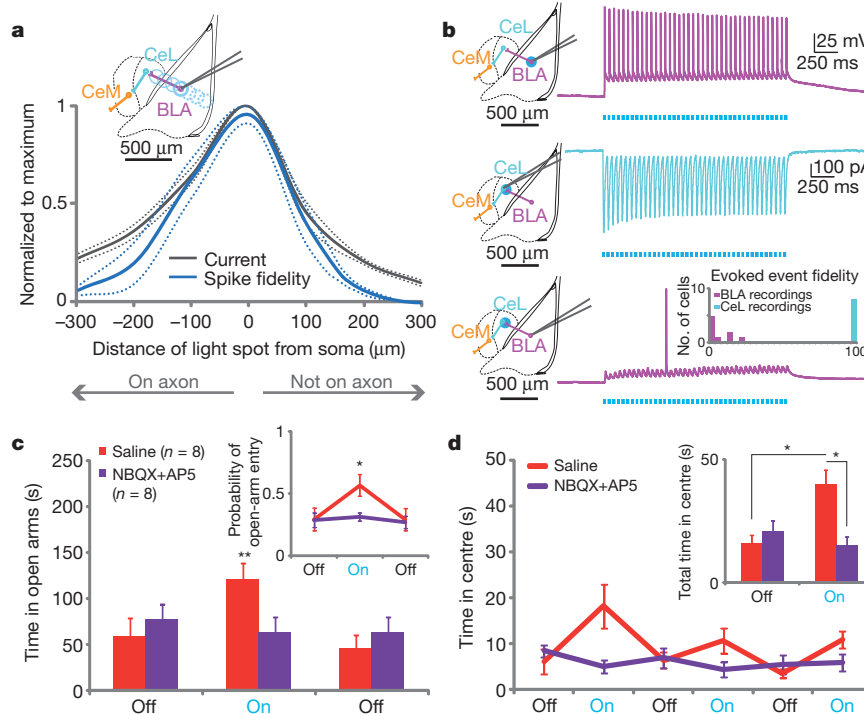 a
CeL
CeM
BLA
500 μm
Normalized to maximum
1
0.5
0
Current
Spike fidelity
−300 −200 −100 0 100 200 300
Distance of light spot from soma (μm)
On axon Not on axon
b
CeL
CeM
BLA
500 μm
25 mV
250 ms
CeL
CeM
BLA
500 μm
100 pA
250 ms
CeL
CeM
BLA
500 μm
Evoked event fidelity
No. of cells
10
0
BLA recordings
CeL recordings
0 100
c
Saline (n = 8)
NBQX+AP5
(n = 8)
Time in open arms (s)
250
200
150
100
50
0
**
Off On Off
Probability of
open-arm entry
1
0.5
0
*
Off On Off
d
Saline
NBQX+AP5
Time in centre (s)
50
40
30
20
10
0
Off On Off On Off On
Total time in centre (s)
50
0
* *
Off On